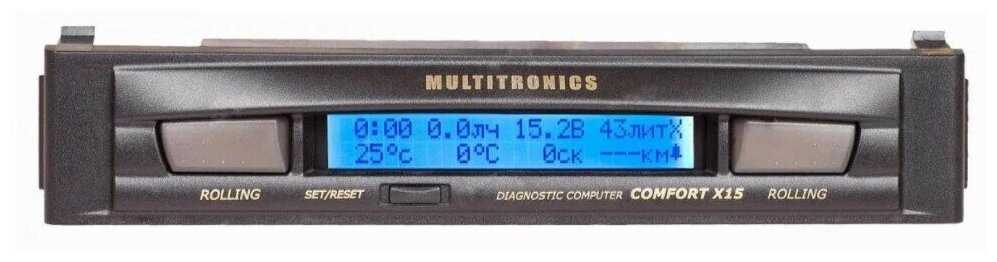 MULTITRONICS
0:00 0.0лч 15.2В 43литХ
25°c 0°C 0ск ---км
ROLLING SET/RESET DIAGNOSTIC COMPUTER COMFORT X15 ROLLING